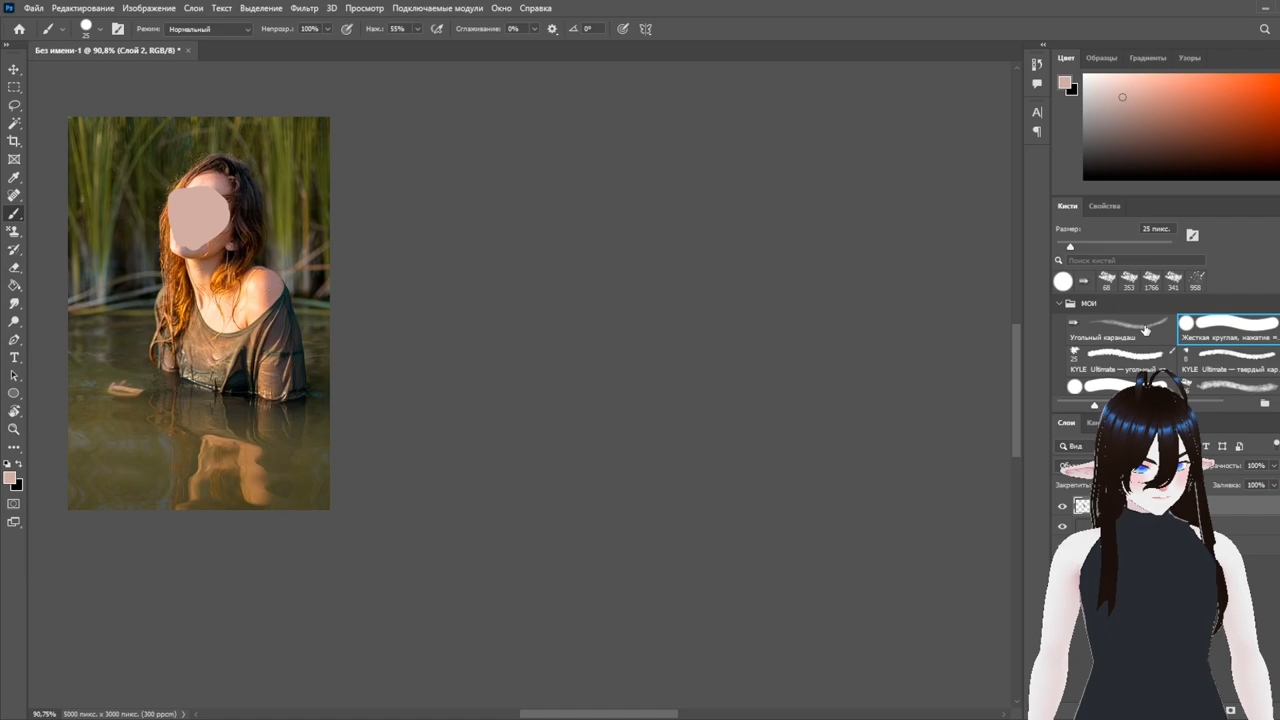 Файл Редактирование Изображение Слои Текст Выделение Фильтр 3D Просмотр Подключаемые модули Окно Справка
25 Режим: Нормальный Непрозр.: 100% Наж.: 55% Сглаживание: 0% 0°
Без имени-1 @ 90,8% (Слой 2, RGB/8) * ×
Цвет Образцы Градиенты Узоры
Кисти Свойства
Размер: 25 пикс.
Поиск кистей
68 353 1766 341 958
МОИ
Угольный карандаш Жесткая круглая, нажатие =...
25 8
KYLE Ultimate — угольный KYLE Ultimate — твердый кар...
Слои
Вид
100%
Закрепить: Заливка: 100%
90,75% 5000 пикс. x 3000 пикс. (300 ppcm)